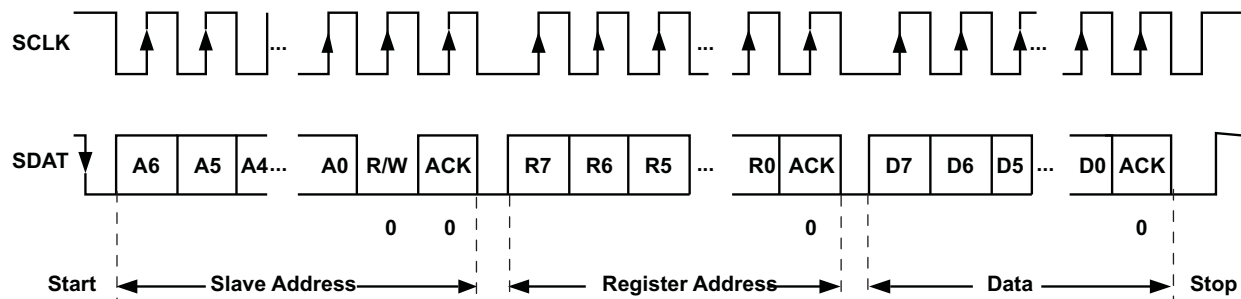 SCLK ... ... ...
SDAT A6 A5 A4... A0 R/W ACK R7 R6 R5 ... R0 ACK D7 D6 D5 ... D0 ACK
0 0 0 0
Start Slave Address Register Address Data Stop